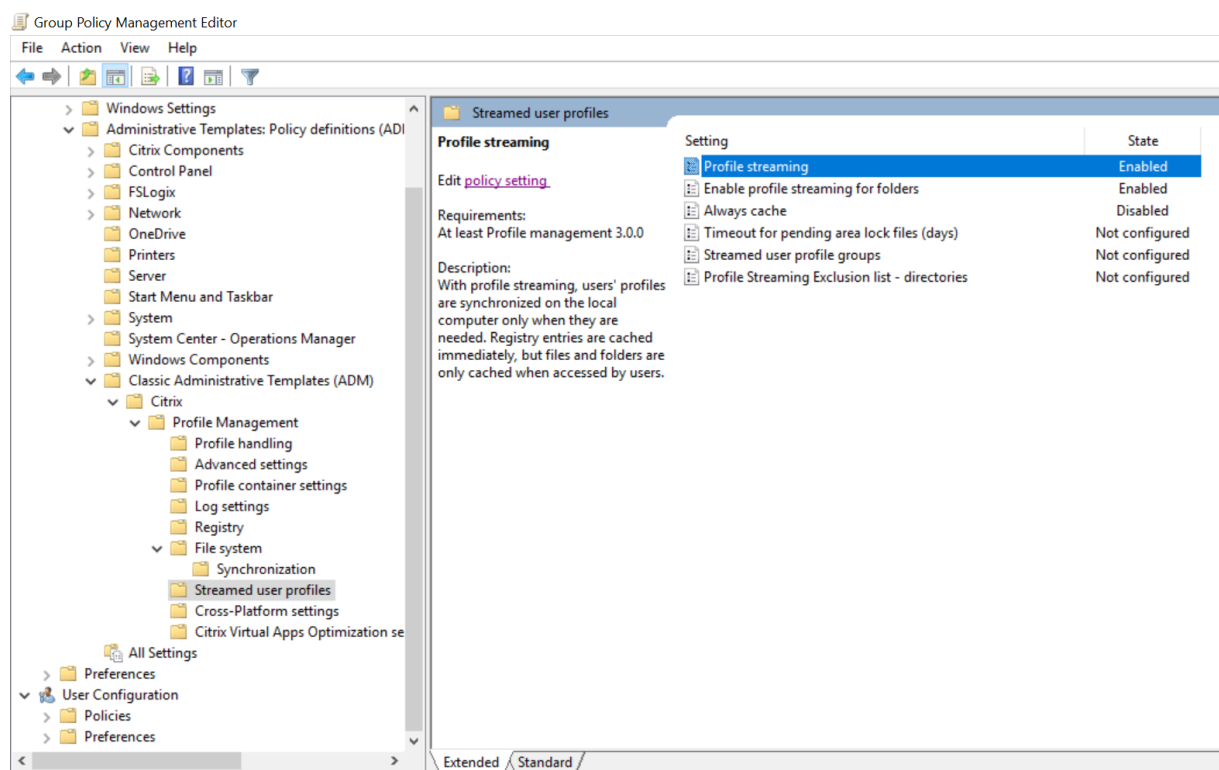 Group Policy Management Editor
File Action View Help
Windows Settings
Administrative Templates: Policy definitions (ADI
Citrix Components
Control Panel
FSLogix
Network
OneDrive
Printers
Server
Start Menu and Taskbar
System
System Center - Operations Manager
Windows Components
Classic Administrative Templates (ADM)
Citrix
Profile Management
Profile handling
Advanced settings
Profile container settings
Log settings
Registry
File system
Synchronization
Streamed user profiles
Cross-Platform settings
Citrix Virtual Apps Optimization se
All Settings
Preferences
User Configuration
Policies
Preferences
Streamed user profiles
Profile streaming
Edit policy setting
Requirements:
At least Profile management 3.0.0
Description:
With profile streaming, users' profiles
are synchronized on the local
computer only when they are
needed. Registry entries are cached
immediately, but files and folders are
only cached when accessed by users.
Setting State
Profile streaming Enabled
Enable profile streaming for folders Enabled
Always cache Disabled
Timeout for pending area lock files (days) Not configured
Streamed user profile groups Not configured
Profile Streaming Exclusion list - directories Not configured
Extended Standard